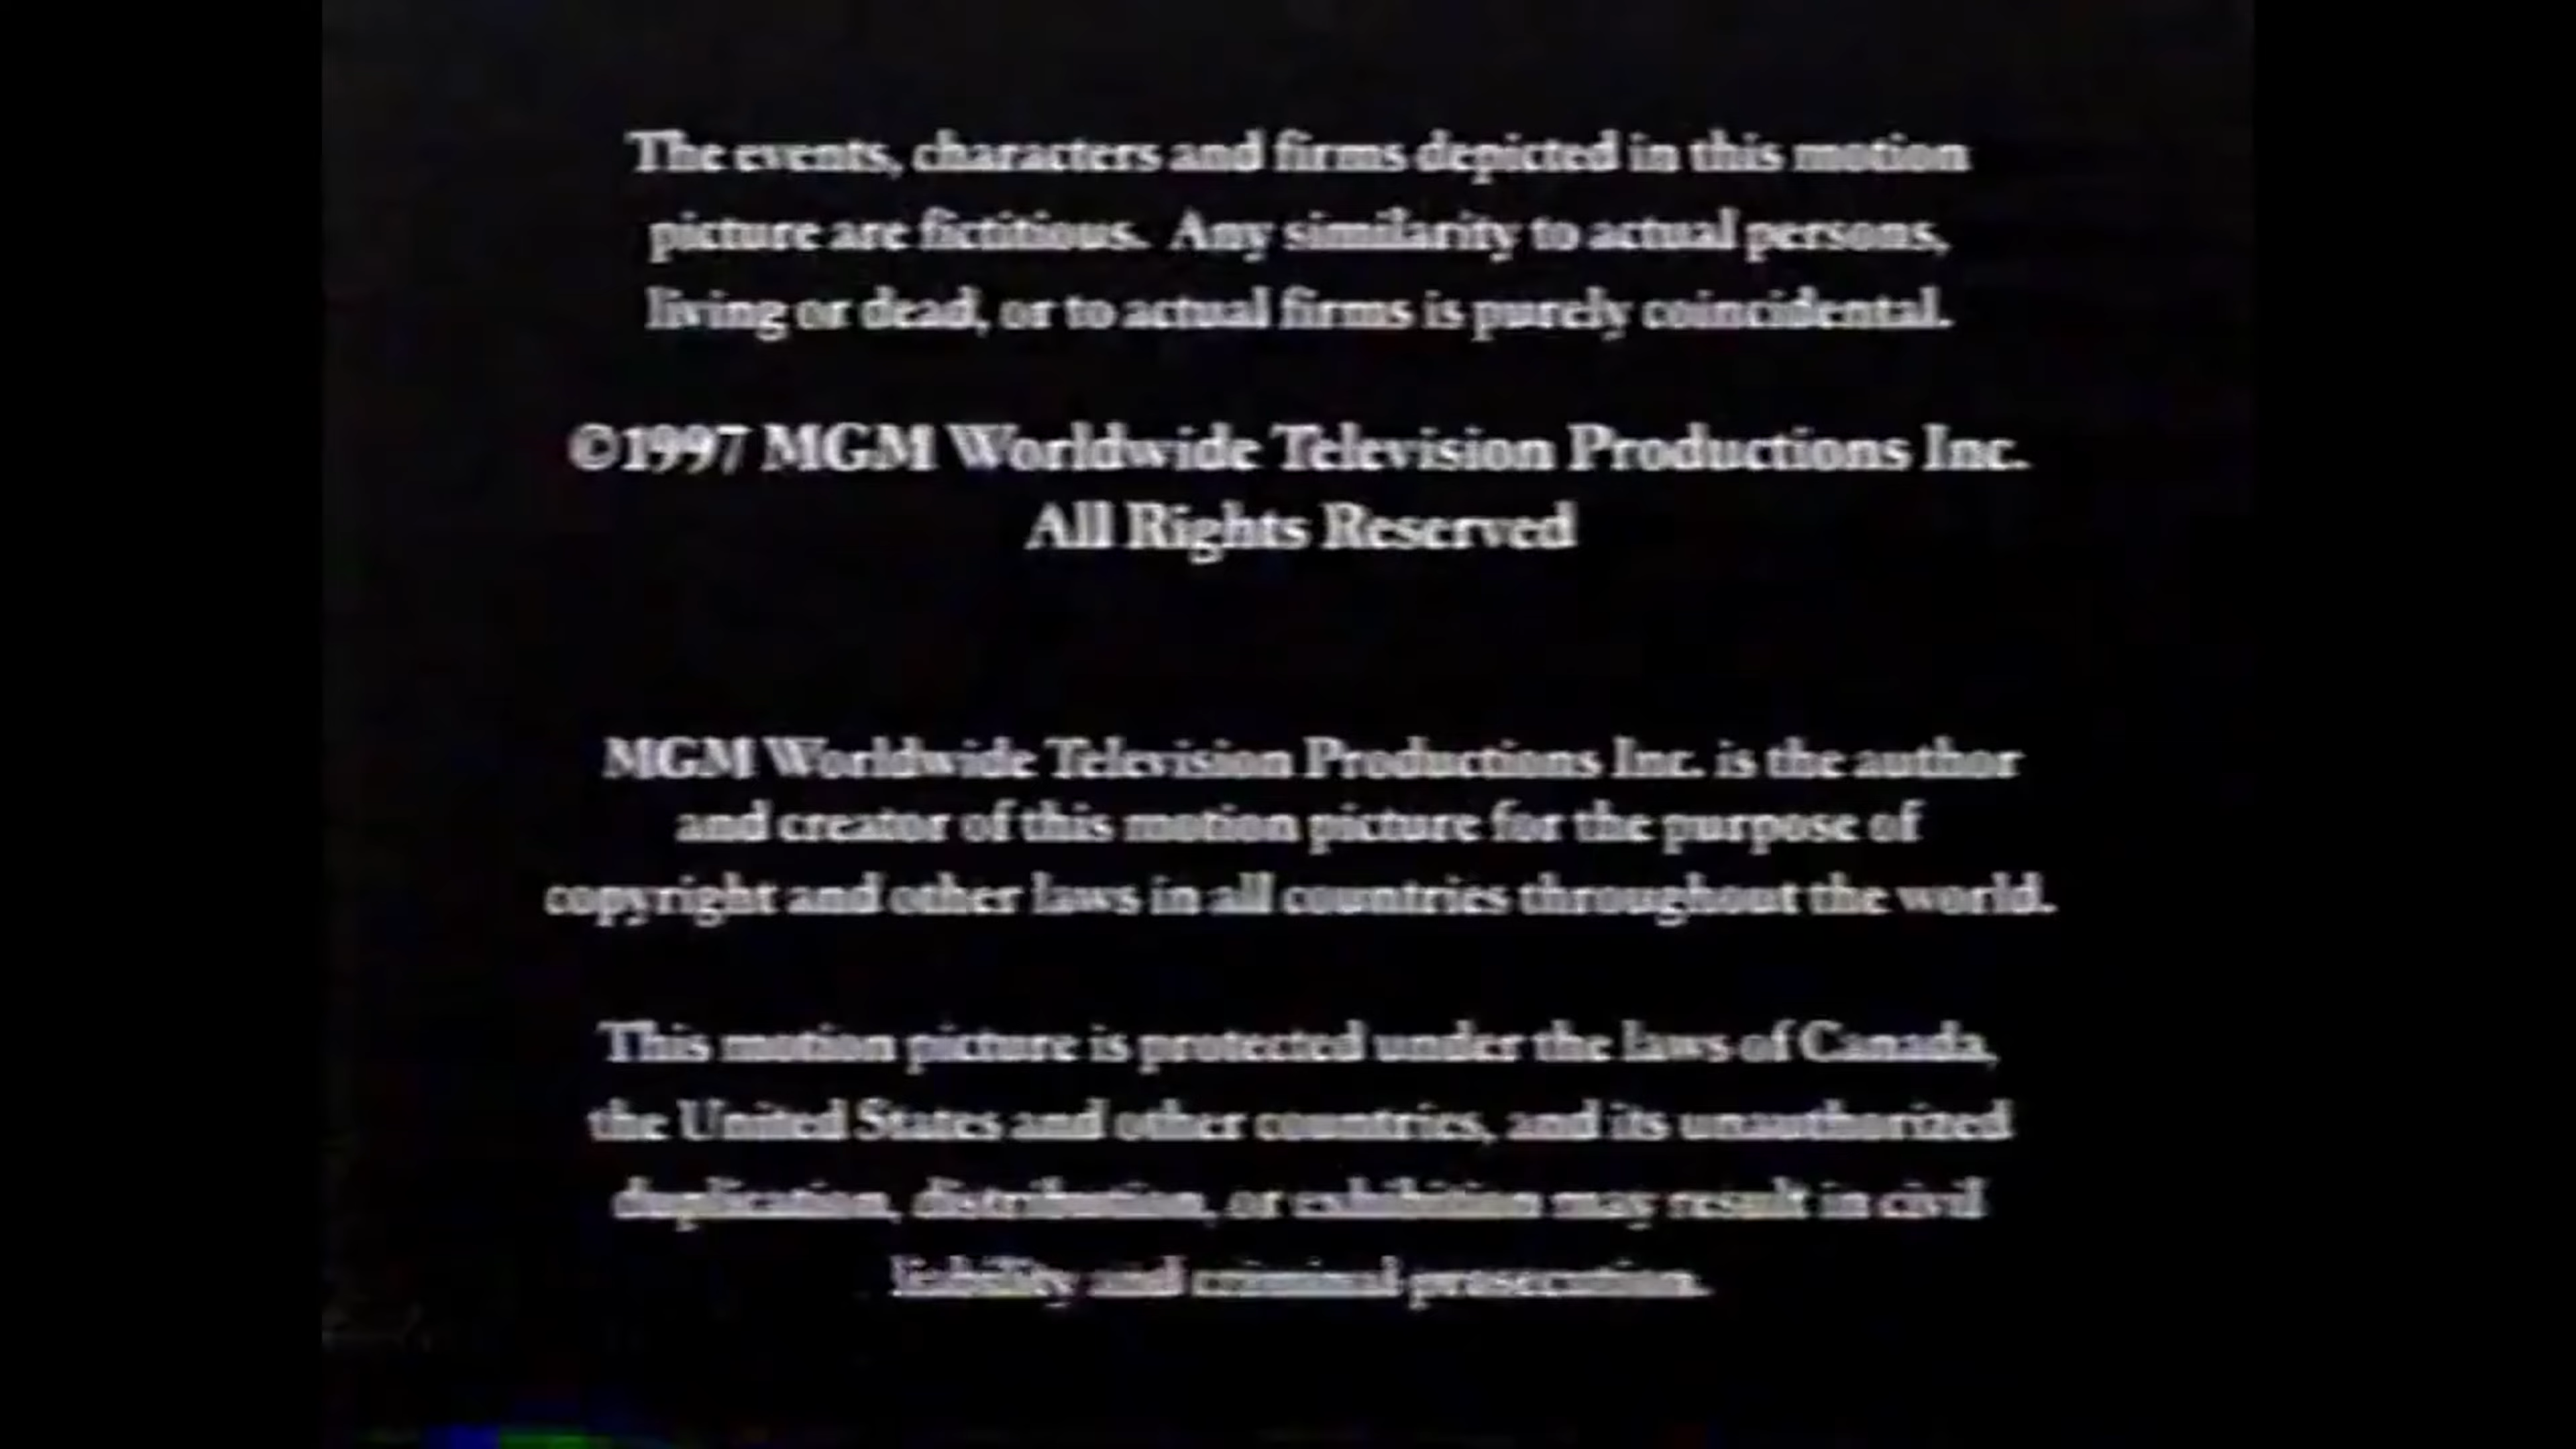 The events, characters and firms depicted in this motion
picture are fictitious. Any similarity to actual persons,
living or dead, or to actual firms is purely coincidental.
©1997 MGM Worldwide Television Productions Inc.
All Rights Reserved
MGM Worldwide Television Productions Inc. is the author
and creator of this motion picture for the purpose of
copyright and other laws in all countries throughout the world.
This motion picture is protected under the laws of Canada,
the United States and other countries, and its unauthorized
duplication, distribution, or exhibition may result in civil
liability and criminal prosecution.